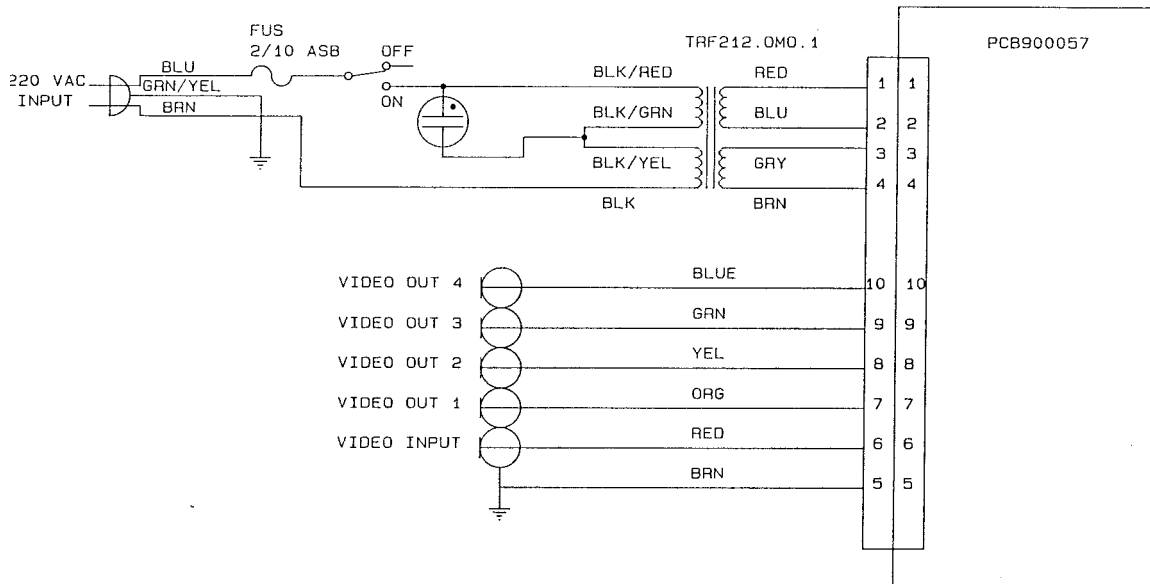 FUS
2/10 ASB
OFF
TRF212.0M0.1
PCB900057
220 VAC
INPUT
BLU
GRN/YEL
BRN
ON
BLK/RED
RED
1 1
BLK/GRN
BLU
2 2
BLK/YEL
GRY
3 3
4 4
BLK
BRN
VIDEO OUT 4
BLUE
10 10
VIDEO OUT 3
GRN
9 9
VIDEO OUT 2
YEL
8 8
VIDEO OUT 1
ORG
7 7
VIDEO INPUT
RED
6 6
BRN
5 5